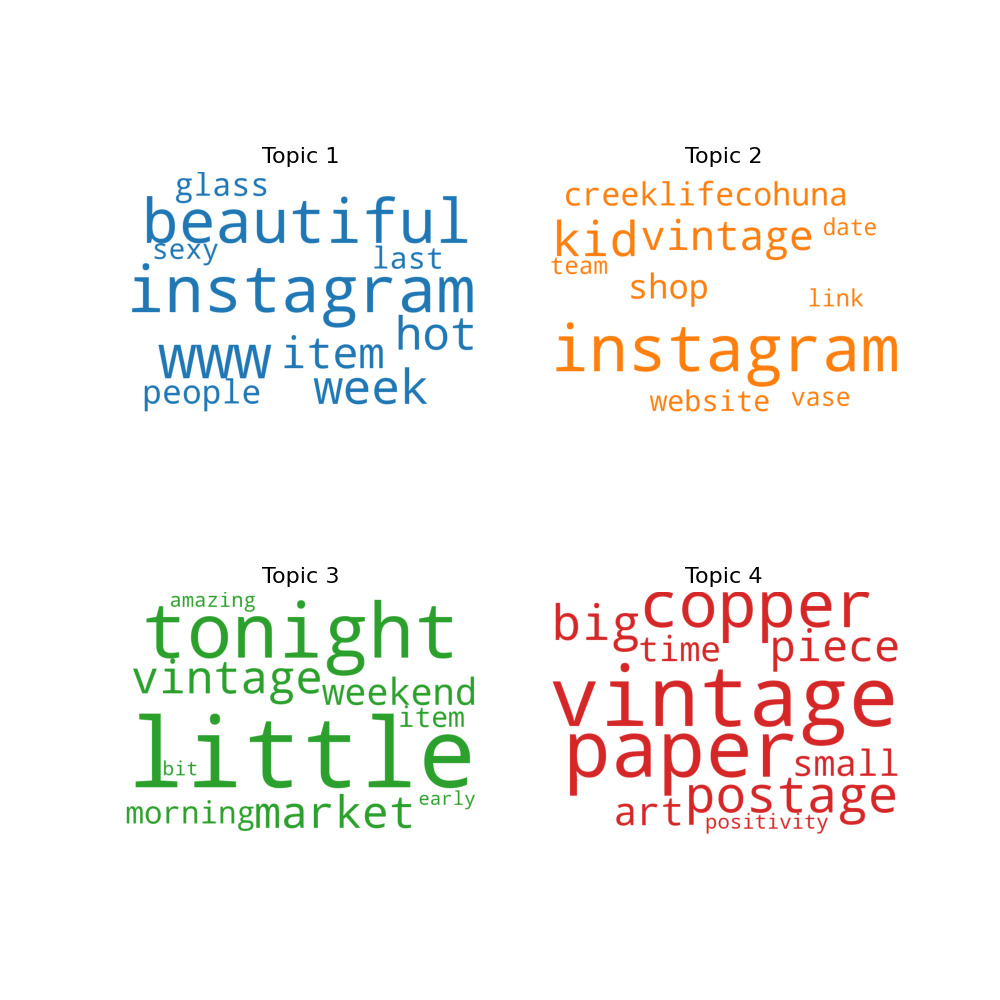 Topic 1
glass
beautiful
sexy
last
instagram
hot
www
item
people
week
Topic 2
creeklifecohuna
kid
vintage
date
team
shop
link
instagram
website
vase
Topic 3
amazing
tonight
vintage
weekend
item
little
bit
morning
market
early
Topic 4
copper
big
time
piece
vintage
paper
small
postage
art
positivity